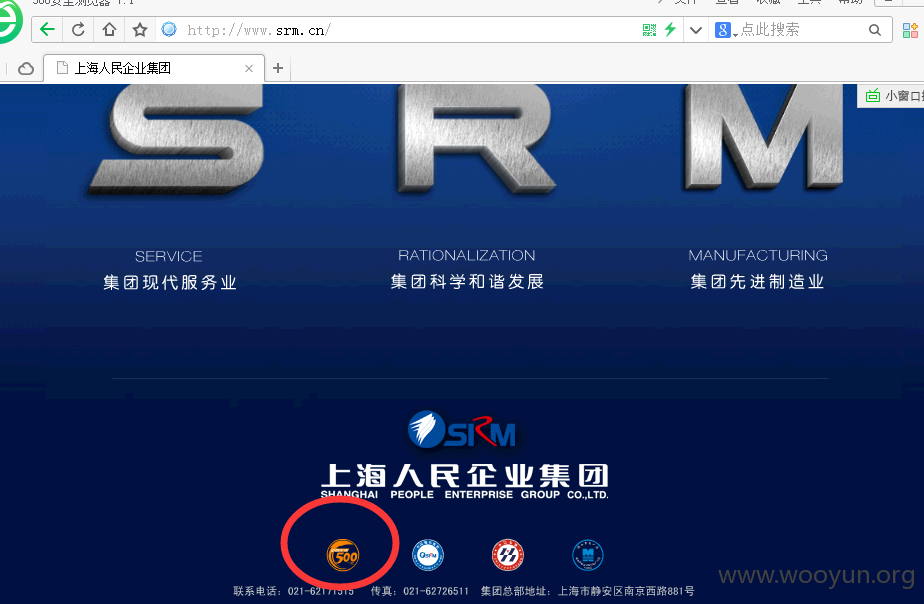 360安全浏览器 7.1
文件 查看 收藏 工具 帮助
http://www.srm.cn/
点此搜索
上海人民企业集团
小窗口
S R M
SERVICE RATIONALIZATION MANUFACTURING
集团现代服务业 集团科学和谐发展 集团先进制造业
SRM
上海人民企业集团
SHANGHAI PEOPLE ENTERPRISE GROUP CO.,LTD.
500
联系电话：021-62171515 传真：021-62726511 集团总部地址：上海市静安区南京西路881号
www.wooyun.org